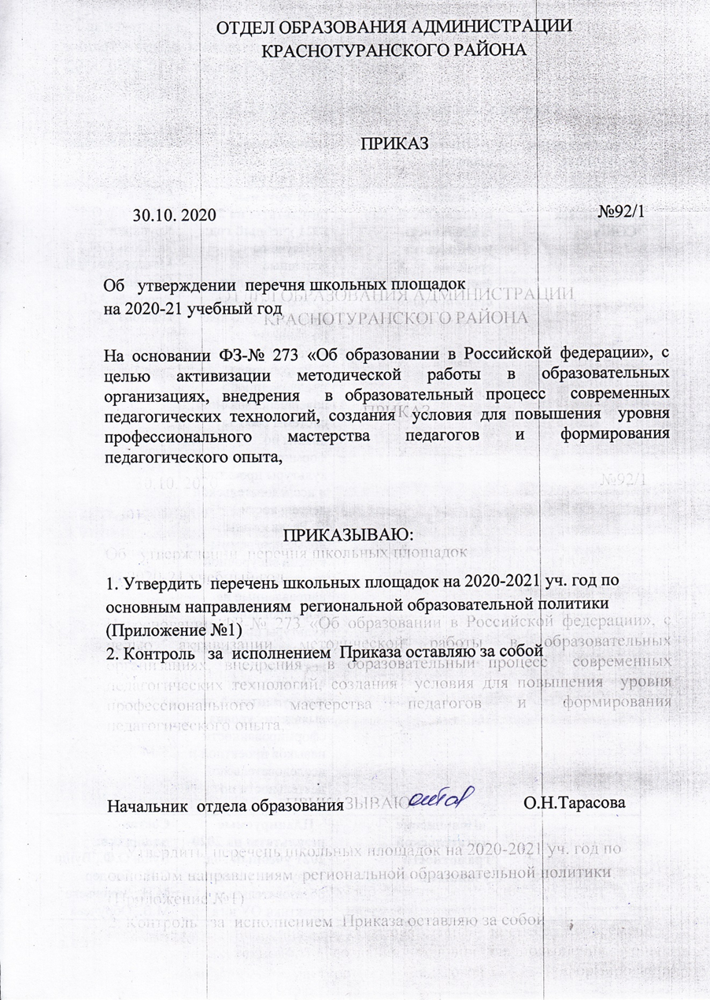 ОТДЕЛ ОБРАЗОВАНИЯ АДМИНИСТРАЦИИ
КРАСНОТУРАНСКОГО РАЙОНА
ПРИКАЗ
30.10. 2020 №92/1
Об утверждении перечня школьных площадок
на 2020-21 учебный год
На основании ФЗ-№ 273 «Об образовании в Российской федерации», с
целью активизации методической работы в образовательных
организациях, внедрения в образовательный процесс современных
педагогических технологий, создания условия для повышения уровня
профессионального мастерства педагогов и формирования
педагогического опыта,
ПРИКАЗЫВАЮ:
1. Утвердить перечень школьных площадок на 2020-2021 уч. год по
основным направлениям региональной образовательной политики
(Приложение №1)
2. Контроль за исполнением Приказа оставляю за собой
Начальник отдела образования О.Н.Тарасова